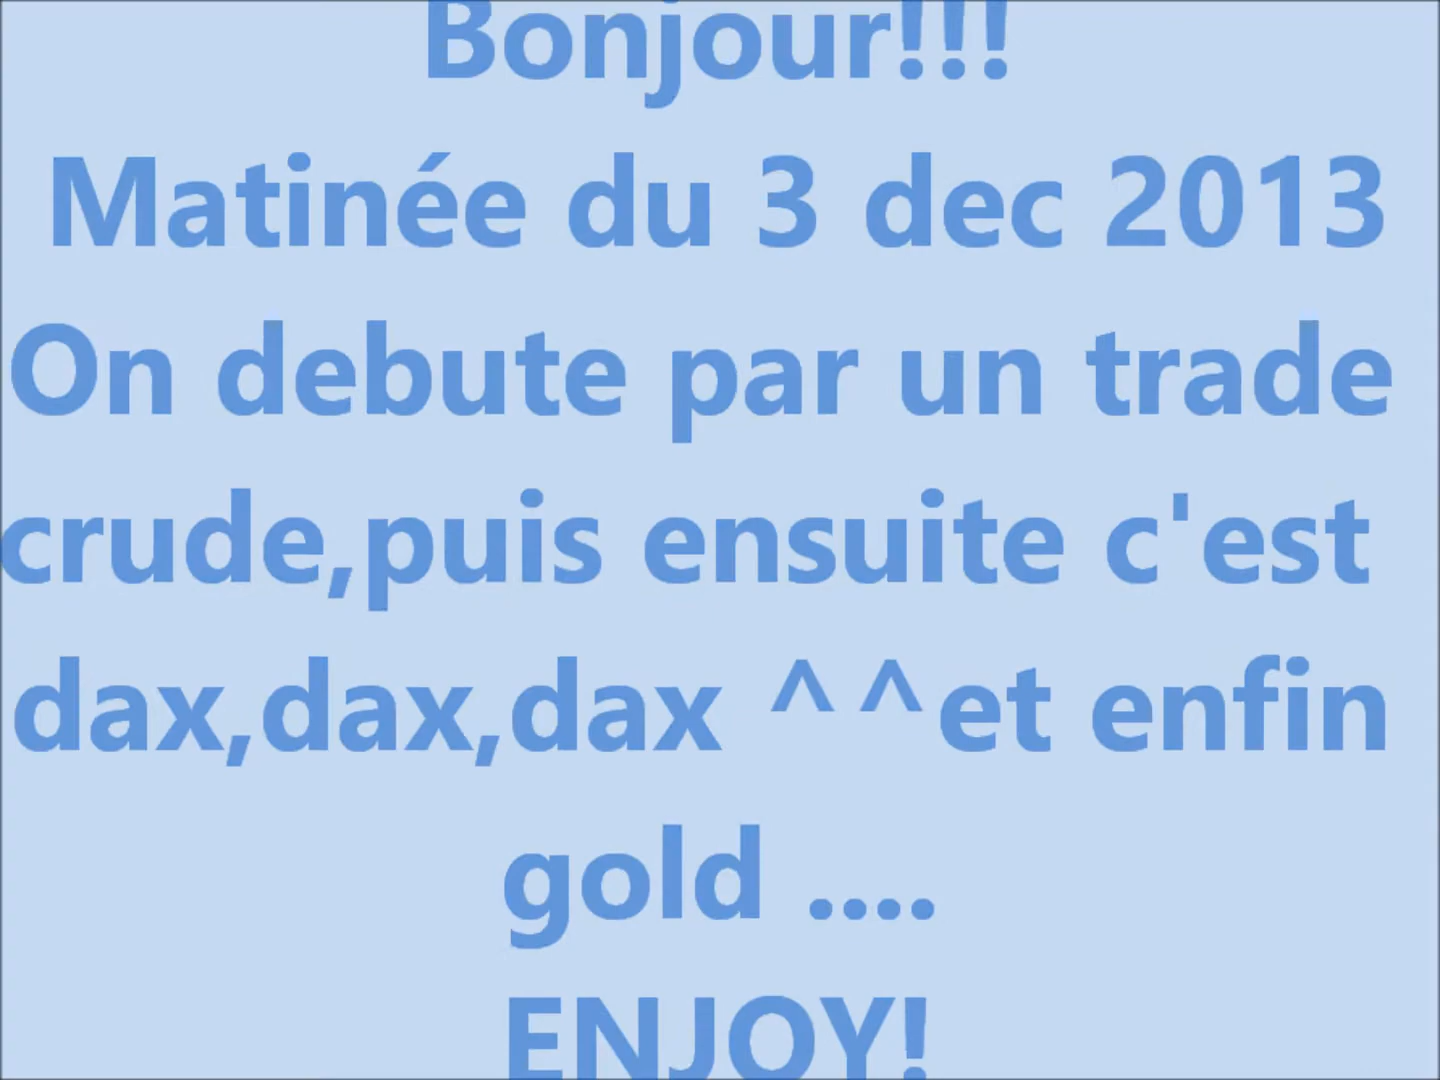 Bonjour!!!
Matinée du 3 dec 2013
On debute par un trade
crude,puis ensuite c'est
dax,dax,dax ^^et enfin
gold ....
ENJOY!